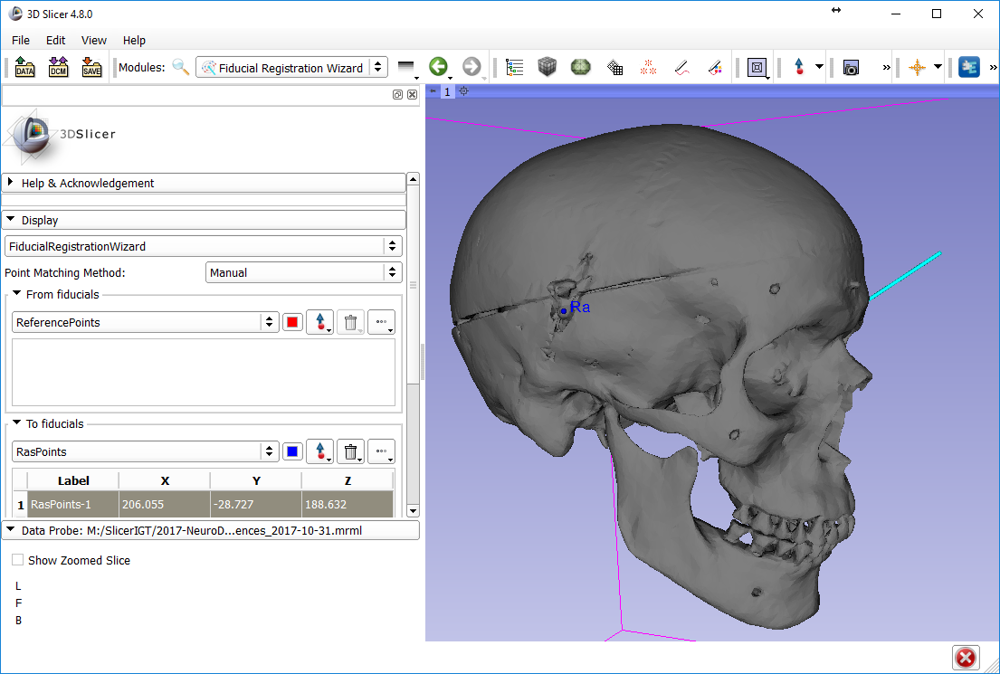 3D Slicer 4.8.0
File Edit View Help
DATA DCM SAVE Modules: Fiducial Registration Wizard
1
3DSlicer
Help & Acknowledgement
Display
FiducialRegistrationWizard
Point Matching Method: Manual
From fiducials
ReferencePoints
To fiducials
RasPoints
Label X Y Z
1 RasPoints-1 206.055 -28.727 188.632
Data Probe: M:/SlicerIGT/2017-NeuroD...ences_2017-10-31.mrml
Show Zoomed Slice
L
F
B
Ra